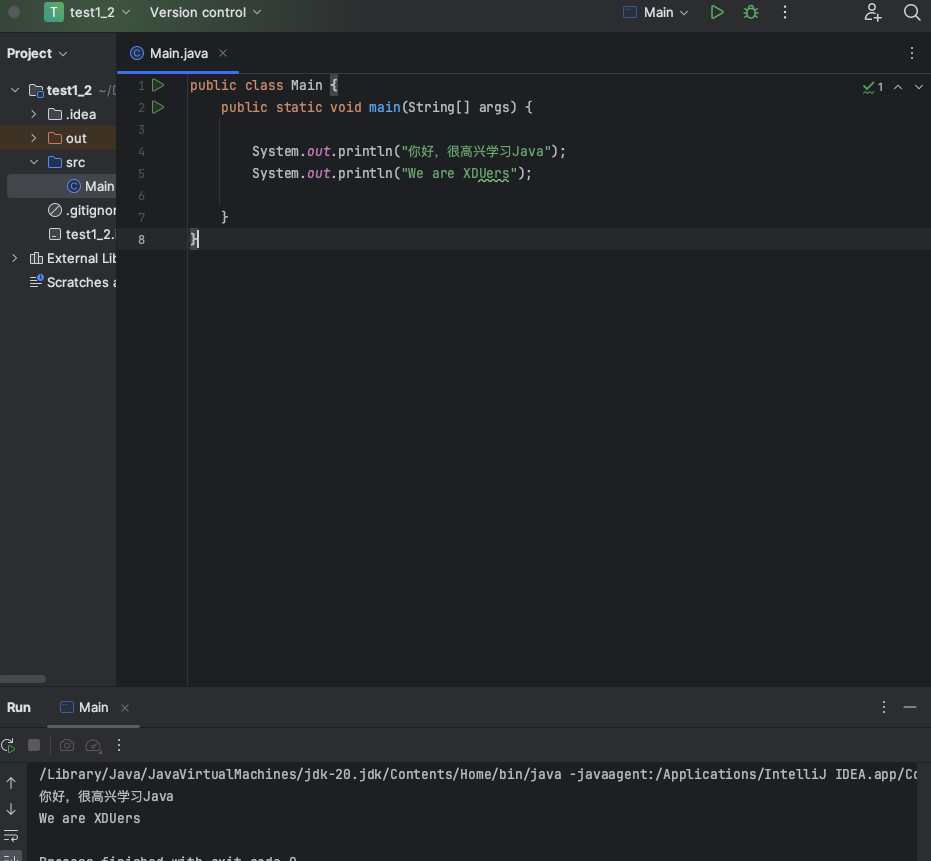 T test1_2 Version control Main
Project
Main.java
test1_2 ~/
.idea
out
src
Main
.gitignor
test1_2.
External Lib
Scratches a
1 public class Main {
2 public static void main(String[] args) {
3
4 System.out.println("你好，很高兴学习Java");
5 System.out.println("We are XDUers");
6
7 }
8 }
1
Run Main
/Library/Java/JavaVirtualMachines/jdk-20.jdk/Contents/Home/bin/java -javaagent:/Applications/IntelliJ IDEA.app/Co
你好，很高兴学习Java
We are XDUers
Process finished with exit code 0